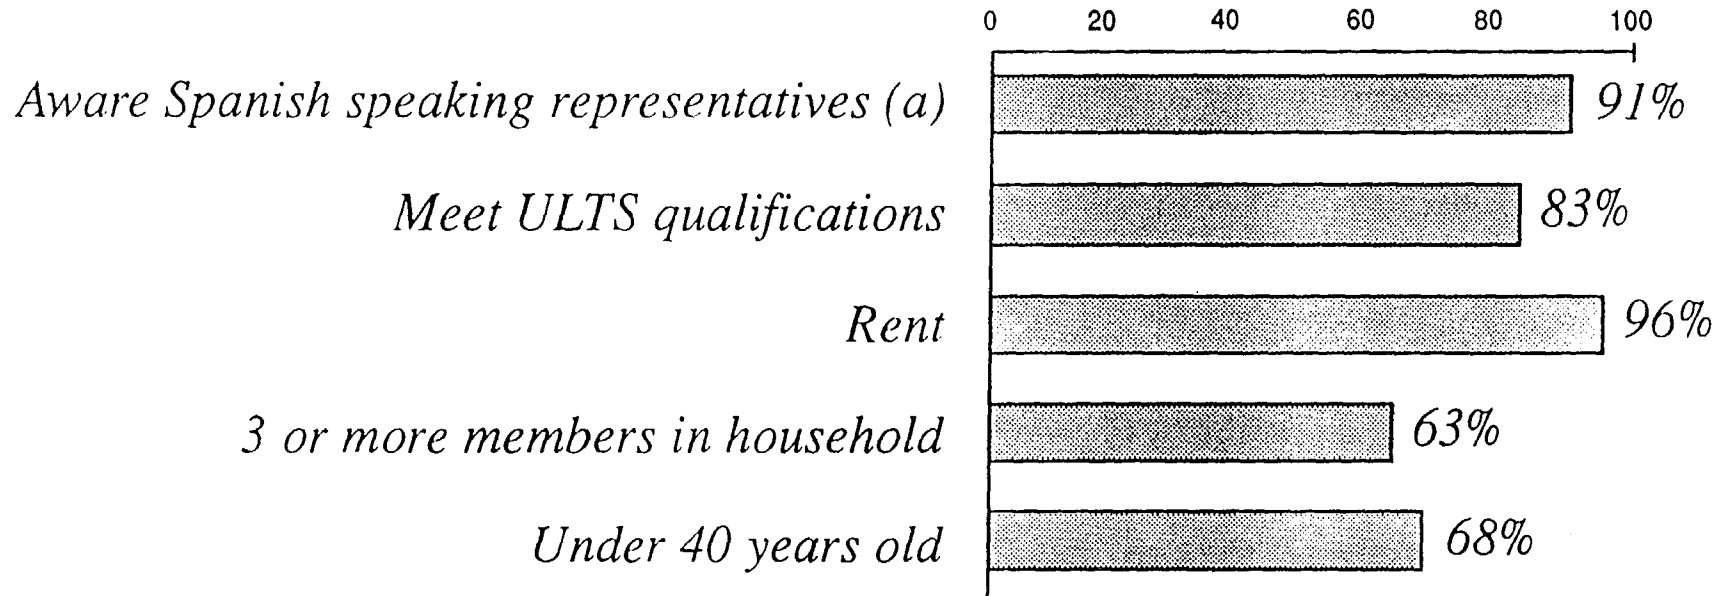 0 20 40 60 80 100
Aware Spanish speaking representatives (a) 91%
Meet ULTS qualifications 83%
Rent 96%
3 or more members in household 63%
Under 40 years old 68%